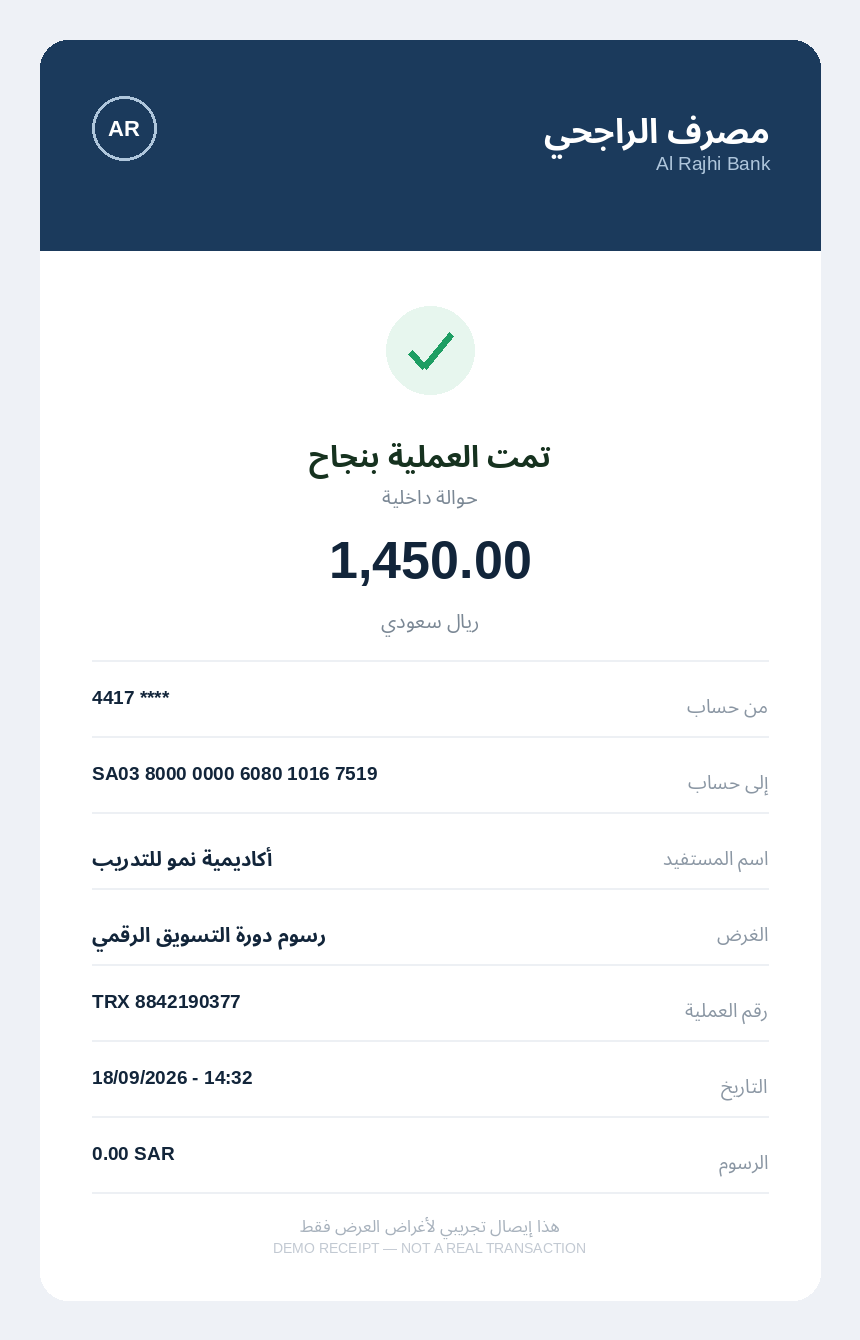 مصرف الراجحي
Al Rajhi Bank
AR
تمت العملية بنجاح
حوالة داخلية
1,450.00
ريال سعودي
من حساب
4417 ****
إلى حساب
SA03 8000 0000 6080 1016 7519
اسم المستفيد
أكاديمية نمو للتدريب
الغرض
رسوم دورة التسويق الرقمي
رقم العملية
TRX 8842190377
التاريخ
18/09/2026 - 14:32
الرسوم
0.00 SAR
هذا إيصال تجريبي لأغراض العرض فقط
DEMO RECEIPT — NOT A REAL TRANSACTION